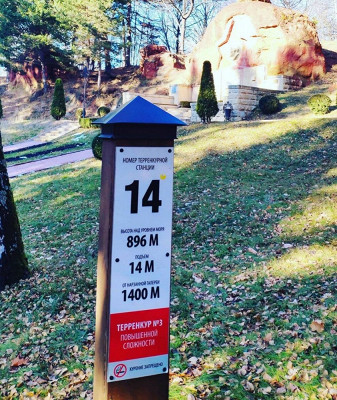 НОМЕР ТЕРРЕНКУРНОЙ
СТАНЦИИ
14
ВЫСОТА НАД УРОВНЕМ МОРЯ
896 М
ПОДЪЕМ
14 М
ОТ НАРЗАННОЙ ГАЛЕРЕИ
1400 М
ТЕРРЕНКУР №3
ПОВЫШЕННОЙ
СЛОЖНОСТИ
КУРЕНИЕ ЗАПРЕЩЕНО